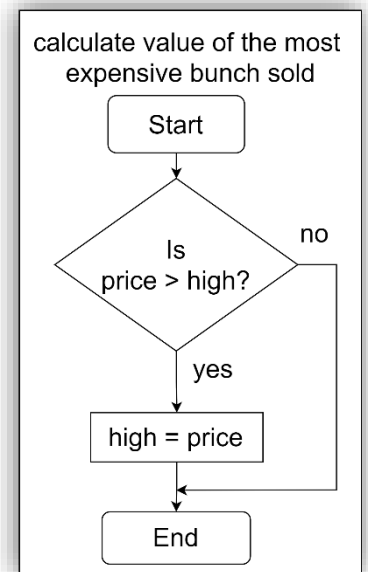 calculate value of the most
expensive bunch sold
Start
Is
price > high?
no
yes
high = price
End